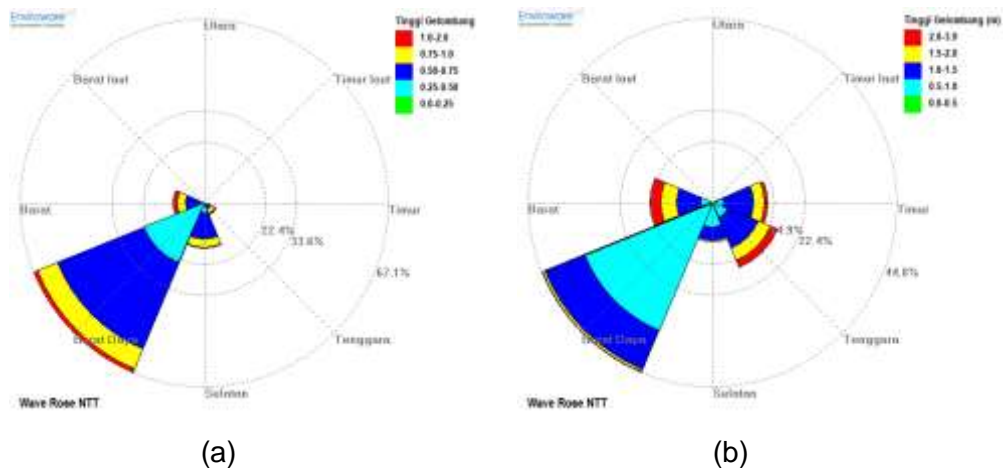 Enviroware
Tinggi Gelombang
1.0-2.0
0.75-1.0
0.50-0.75
0.25-0.50
0.0-0.25
Utara
Barat laut
Timur laut
Barat
Timur
22.4%
33.6%
67.1%
Barat Daya
Tenggara
Selatan
Wave Rose NTT
(a)
Enviroware
Tinggi Gelombang (m)
2.0-3.0
1.5-2.0
1.0-1.5
0.5-1.0
0.0-0.5
Utara
Barat laut
Timur laut
Barat
Timur
22.4%
44.8%
Barat Daya
Tenggara
Selatan
Wave Rose NTT
(b)